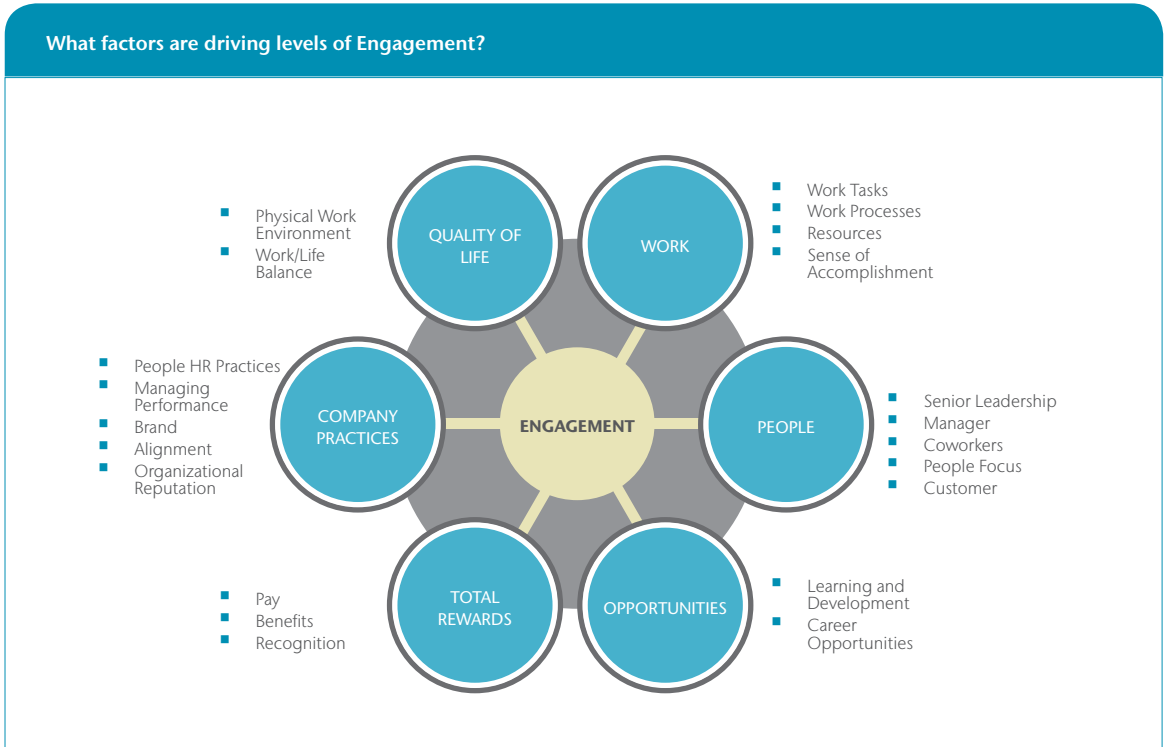 What factors are driving levels of Engagement?
QUALITY OF
LIFE
Physical Work
Environment
Work/Life
Balance
WORK
Work Tasks
Work Processes
Resources
Sense of
Accomplishment
COMPANY
PRACTICES
People HR Practices
Managing
Performance
Brand
Alignment
Organizational
Reputation
ENGAGEMENT
PEOPLE
Senior Leadership
Manager
Coworkers
People Focus
Customer
TOTAL
REWARDS
Pay
Benefits
Recognition
OPPORTUNITIES
Learning and
Development
Career
Opportunities